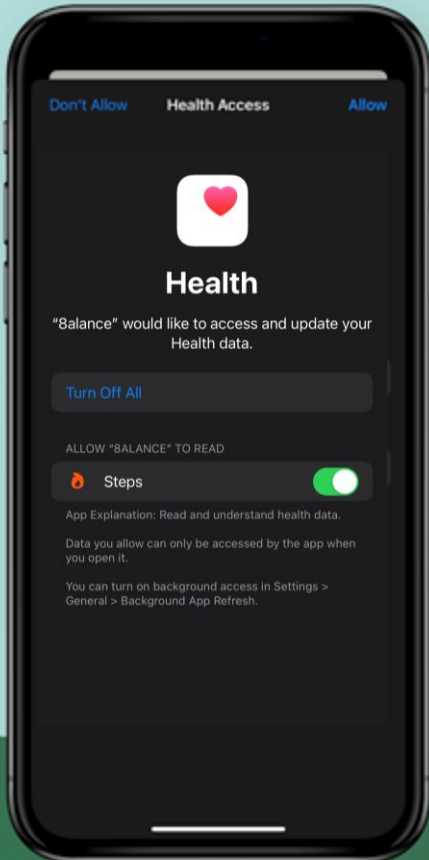 Don't Allow Health Access Allow
Health
"8alance" would like to access and update your
Health data.
Turn Off All
ALLOW "8ALANCE" TO READ
Steps
App Explanation: Read and understand health data.
Data you allow can only be accessed by the app when
you open it.
You can turn on background access in Settings >
General > Background App Refresh.